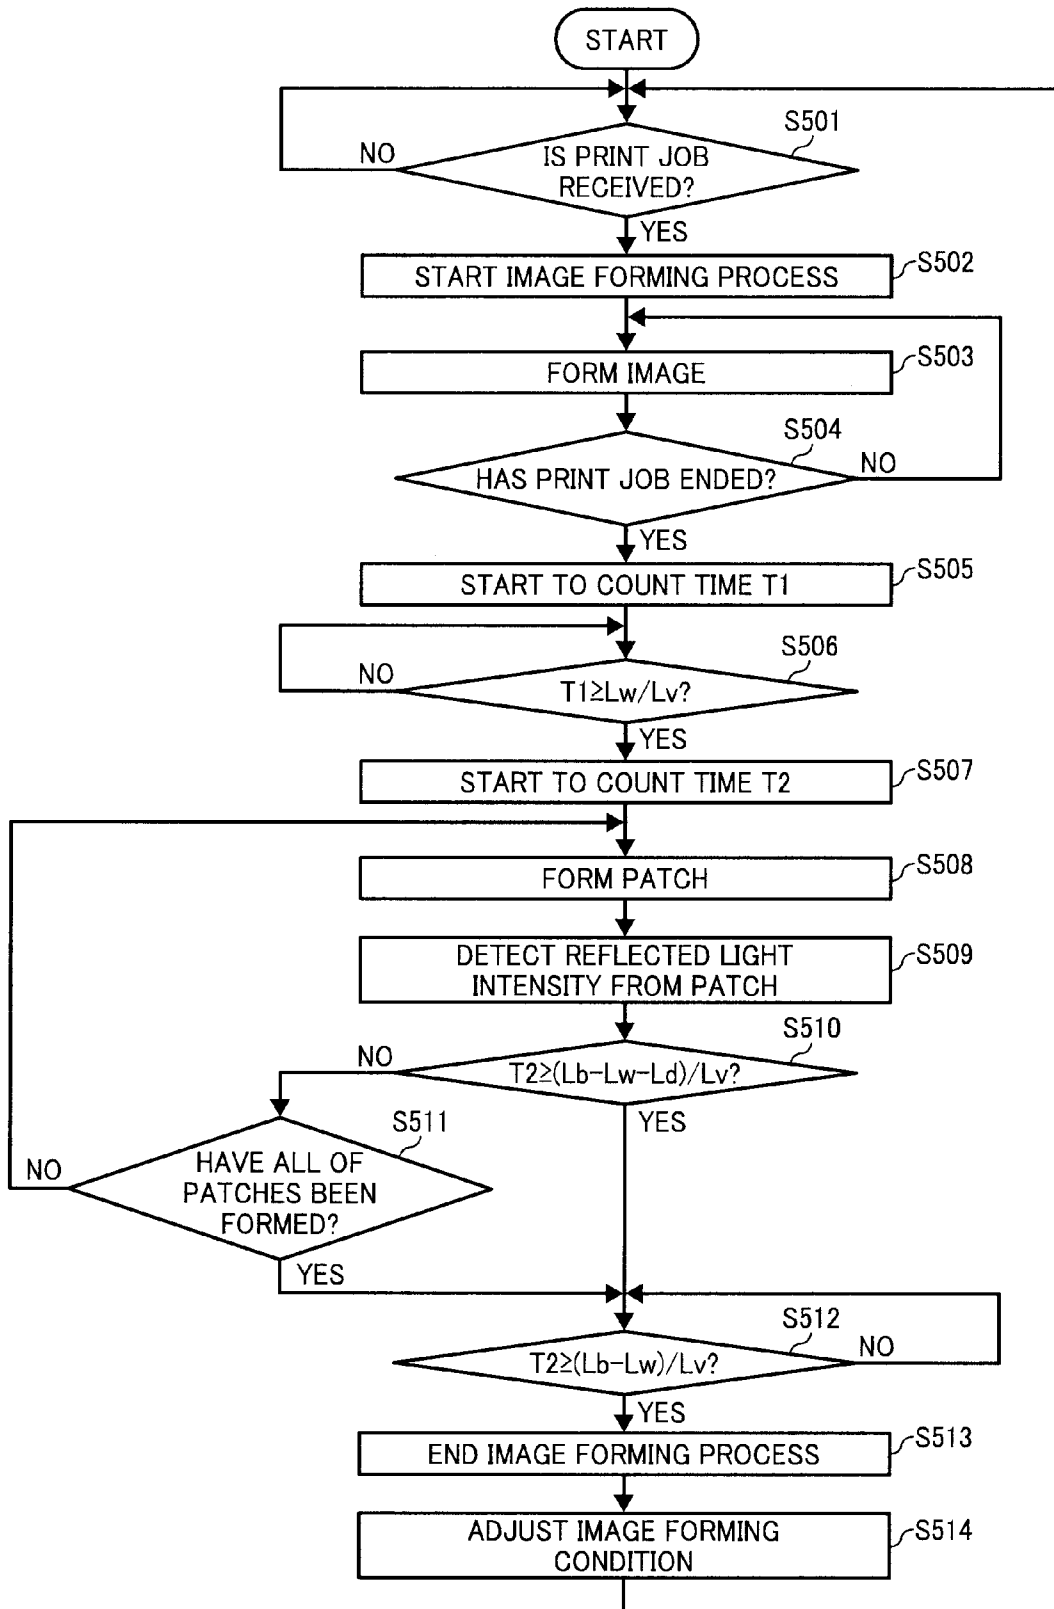 START
S501
NO
IS PRINT JOB
RECEIVED?
YES
START IMAGE FORMING PROCESS
S502
FORM IMAGE
S503
S504
HAS PRINT JOB ENDED?
NO
YES
START TO COUNT TIME T1
S505
S506
NO
T1≥Lw/Lv?
YES
START TO COUNT TIME T2
S507
FORM PATCH
S508
DETECT REFLECTED LIGHT
INTENSITY FROM PATCH
S509
S510
NO
T2≥(Lb-Lw-Ld)/Lv?
YES
S511
NO
HAVE ALL OF
PATCHES BEEN
FORMED?
YES
S512
T2≥(Lb-Lw)/Lv?
NO
YES
END IMAGE FORMING PROCESS
S513
ADJUST IMAGE FORMING
CONDITION
S514